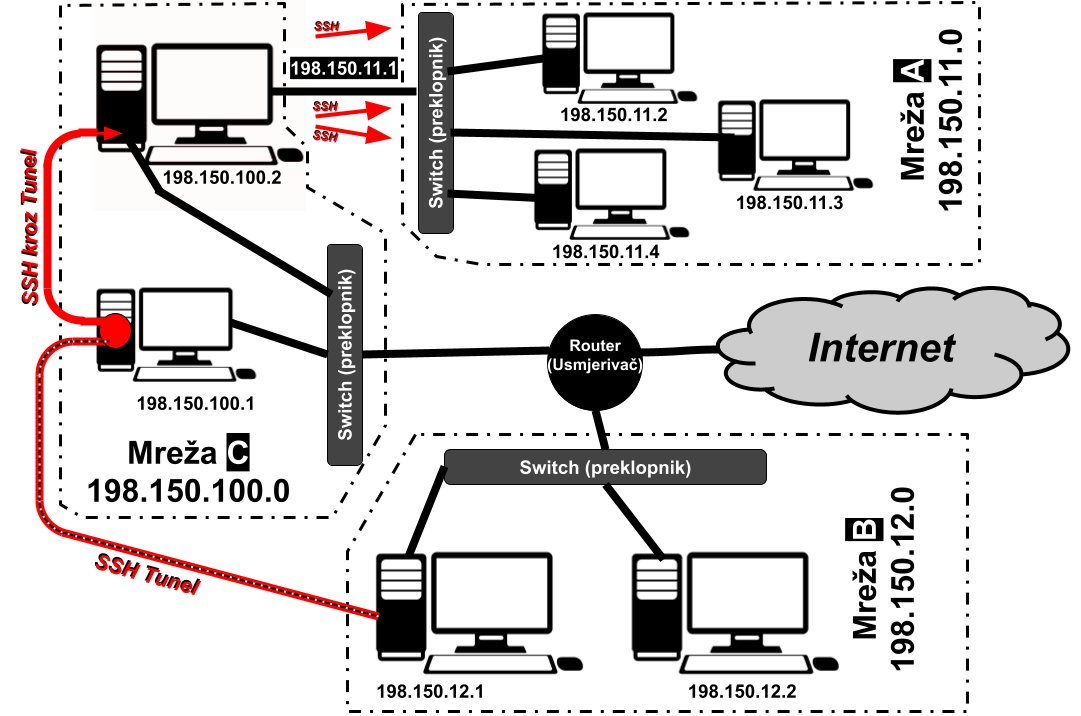 SSH
198.150.11.1
SSH
SSH
198.150.100.2
Switch (preklopnik)
198.150.11.2
198.150.11.3
198.150.11.4
Mreža A
198.150.11.0
SSH kroz Tunel
198.150.100.1
Switch (preklopnik)
Mreža C
198.150.100.0
Router
(Usmjerivač)
Internet
SSH Tunel
Switch (preklopnik)
198.150.12.1
198.150.12.2
Mreža B
198.150.12.0